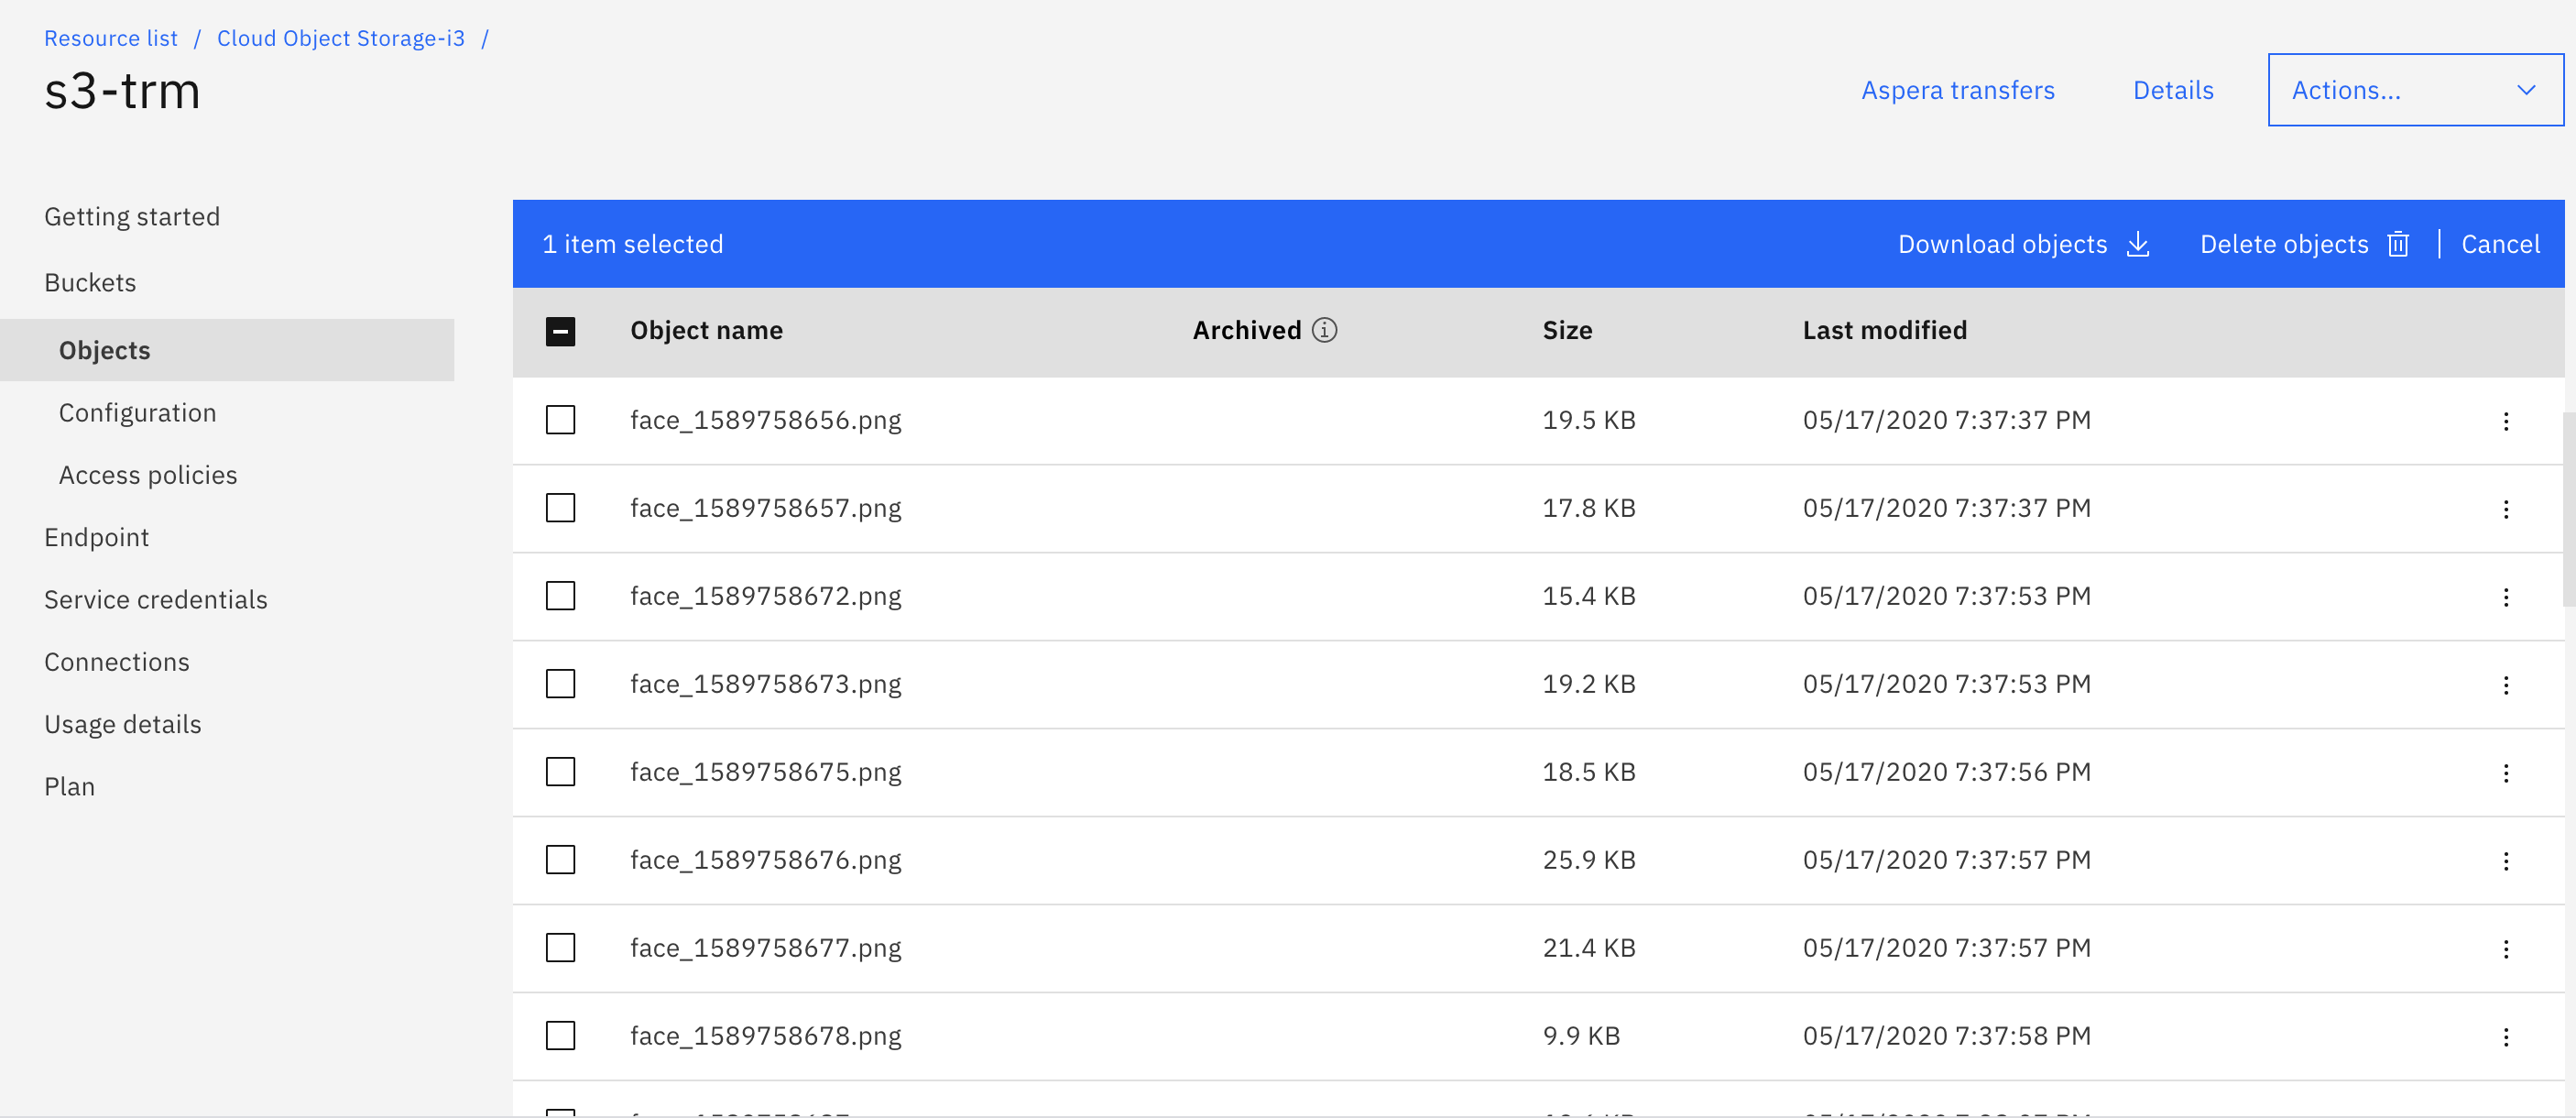 Resource list / Cloud Object Storage-i3 /
s3-trm
Aspera transfers Details Actions...
Getting started
Buckets
Objects
Configuration
Access policies
Endpoint
Service credentials
Connections
Usage details
Plan
1 item selected Download objects Delete objects | Cancel
Object name Archived Size Last modified
face_1589758656.png 19.5 KB 05/17/2020 7:37:37 PM
face_1589758657.png 17.8 KB 05/17/2020 7:37:37 PM
face_1589758672.png 15.4 KB 05/17/2020 7:37:53 PM
face_1589758673.png 19.2 KB 05/17/2020 7:37:53 PM
face_1589758675.png 18.5 KB 05/17/2020 7:37:56 PM
face_1589758676.png 25.9 KB 05/17/2020 7:37:57 PM
face_1589758677.png 21.4 KB 05/17/2020 7:37:57 PM
face_1589758678.png 9.9 KB 05/17/2020 7:37:58 PM